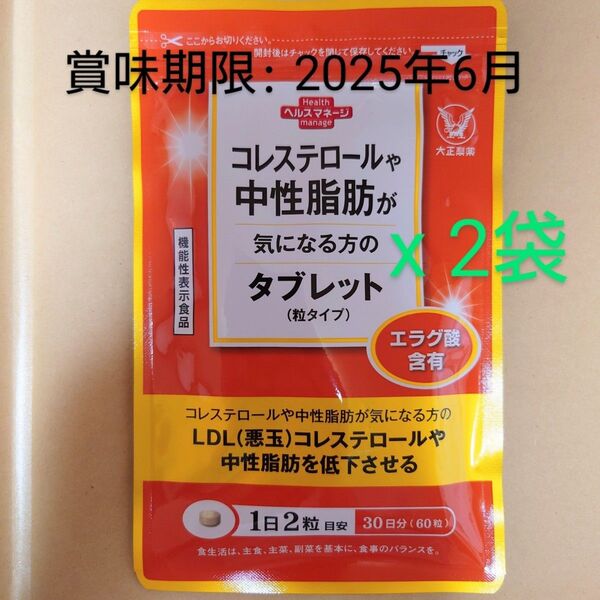 ここからお切りください。
開封後はチャックを閉じて保存してください
チャック
賞味期限: 2025年6月
Health
ヘルスマネージ
manage
大正製薬
コレステロールや
中性脂肪が
気になる方の
タブレット
(粒タイプ)
x 2袋
機能性表示食品
エラグ酸
含有
コレステロールや中性脂肪が気になる方の
LDL(悪玉)コレステロールや
中性脂肪を低下させる
1日2粒 目安 30日分(60粒)
食生活は、主食、主菜、副菜を基本に、食事のバランスを。